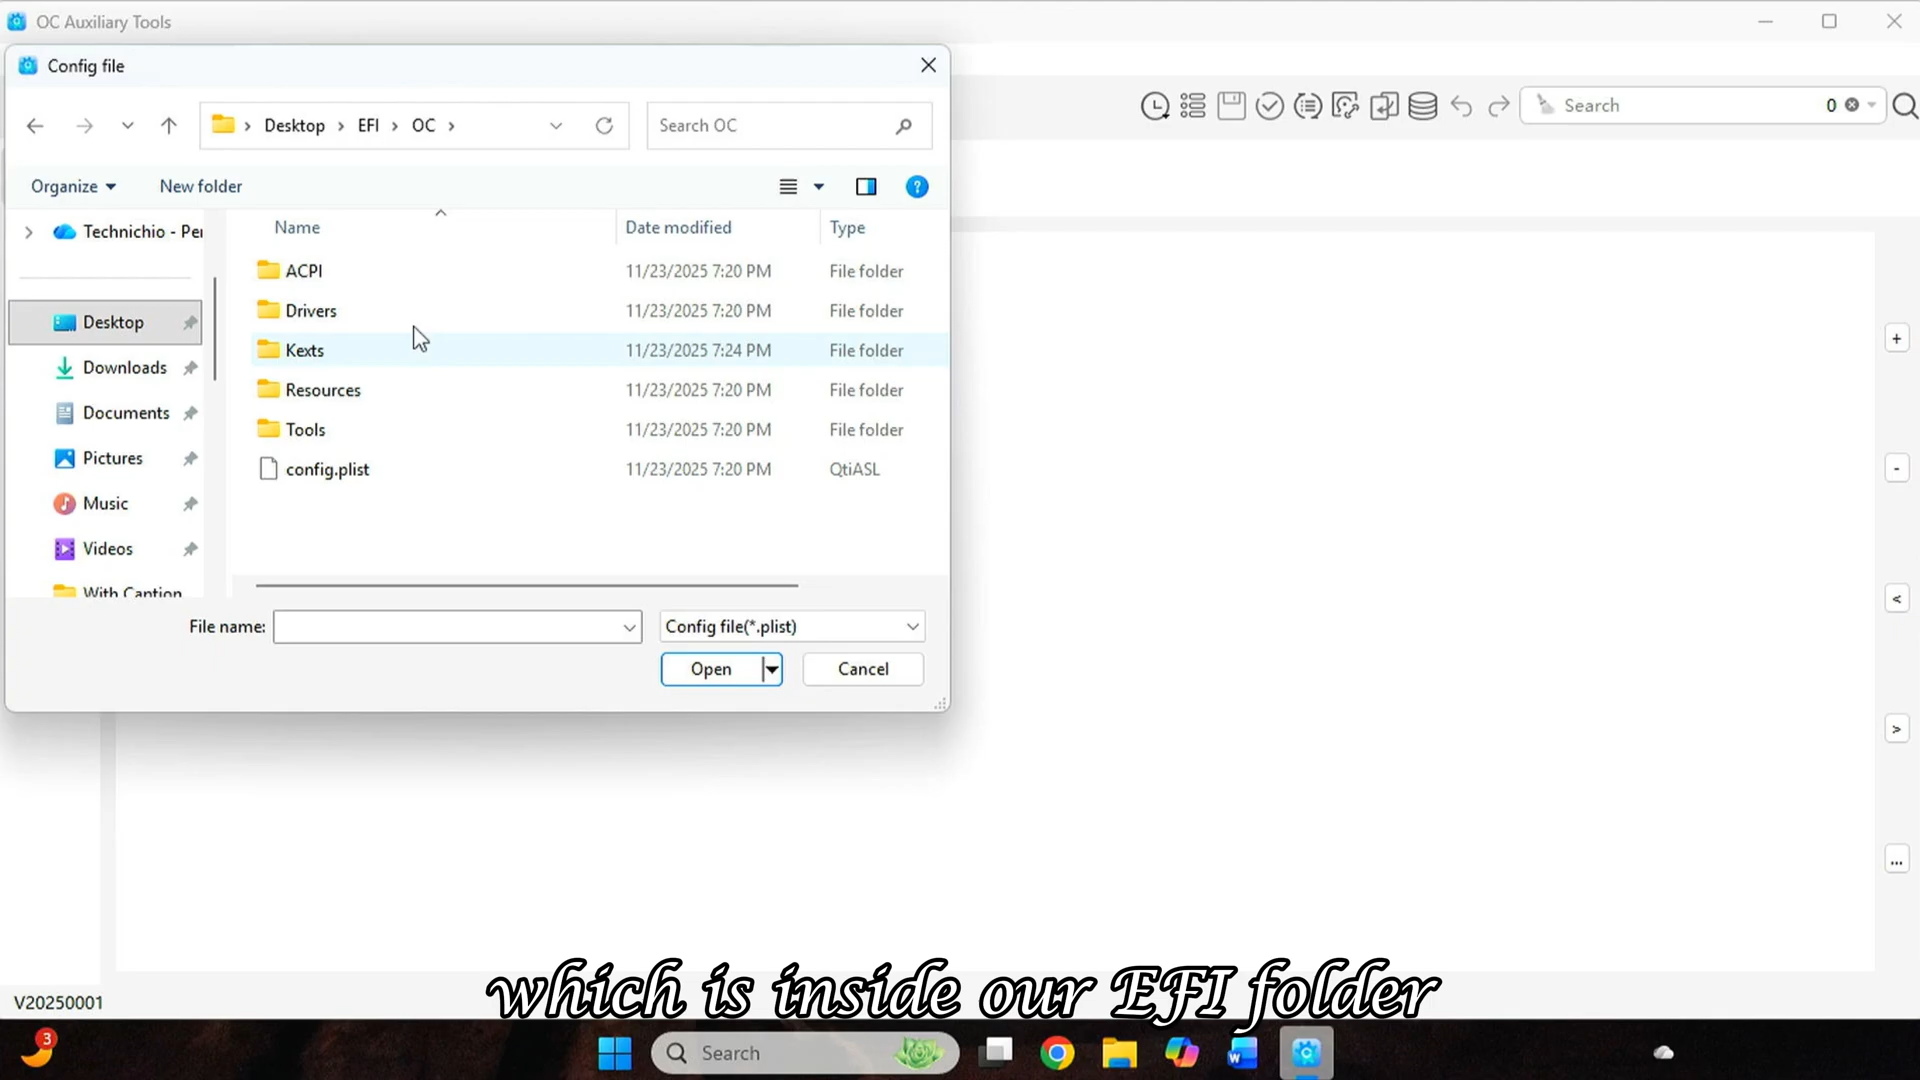 OC Auxiliary Tools
Config file
Desktop > EFI > OC >
Search OC
Search
0
Organize
New folder
?
Technichio - Per
Desktop
Downloads
Documents
Pictures
Music
Videos
With Caption
Name Date modified Type
ACPI 11/23/2025 7:20 PM File folder
Drivers 11/23/2025 7:20 PM File folder
Kexts 11/23/2025 7:24 PM File folder
Resources 11/23/2025 7:20 PM File folder
Tools 11/23/2025 7:20 PM File folder
config.plist 11/23/2025 7:20 PM QtiASL
File name:
Config file(*.plist)
Open
Cancel
+
-
<
>
...
which is inside our EFI folder
V20250001
3
Search